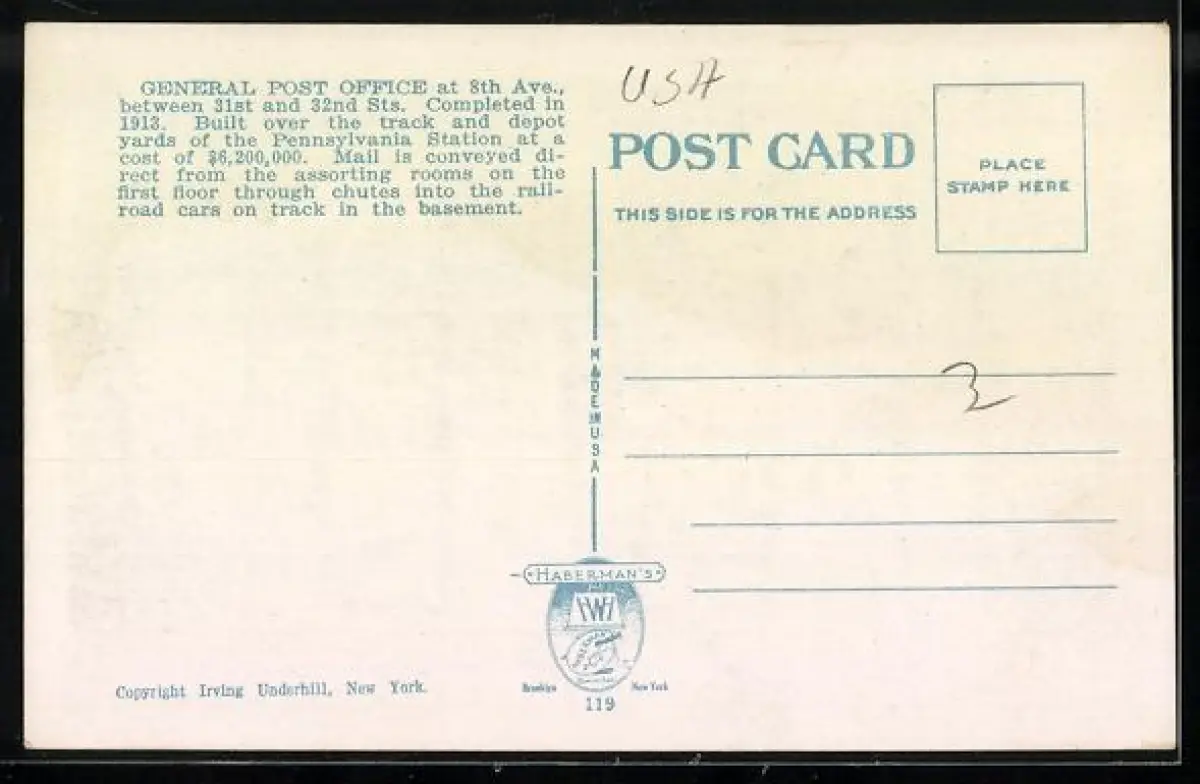 GENERAL POST OFFICE at 8th Ave.,
between 31st and 32nd Sts. Completed in
1913. Built over the track and depot
yards of the Pennsylvania Station at a
cost of $6,200,000. Mail is conveyed di-
rect from the assorting rooms on the
first floor through chutes into the rail-
road cars on track in the basement.
USA
POST CARD
THIS SIDE IS FOR THE ADDRESS
PLACE
STAMP HERE
MADE IN USA
2
HABERMAN'S
Brooklyn New York
119
Copyright Irving Underhill, New York.